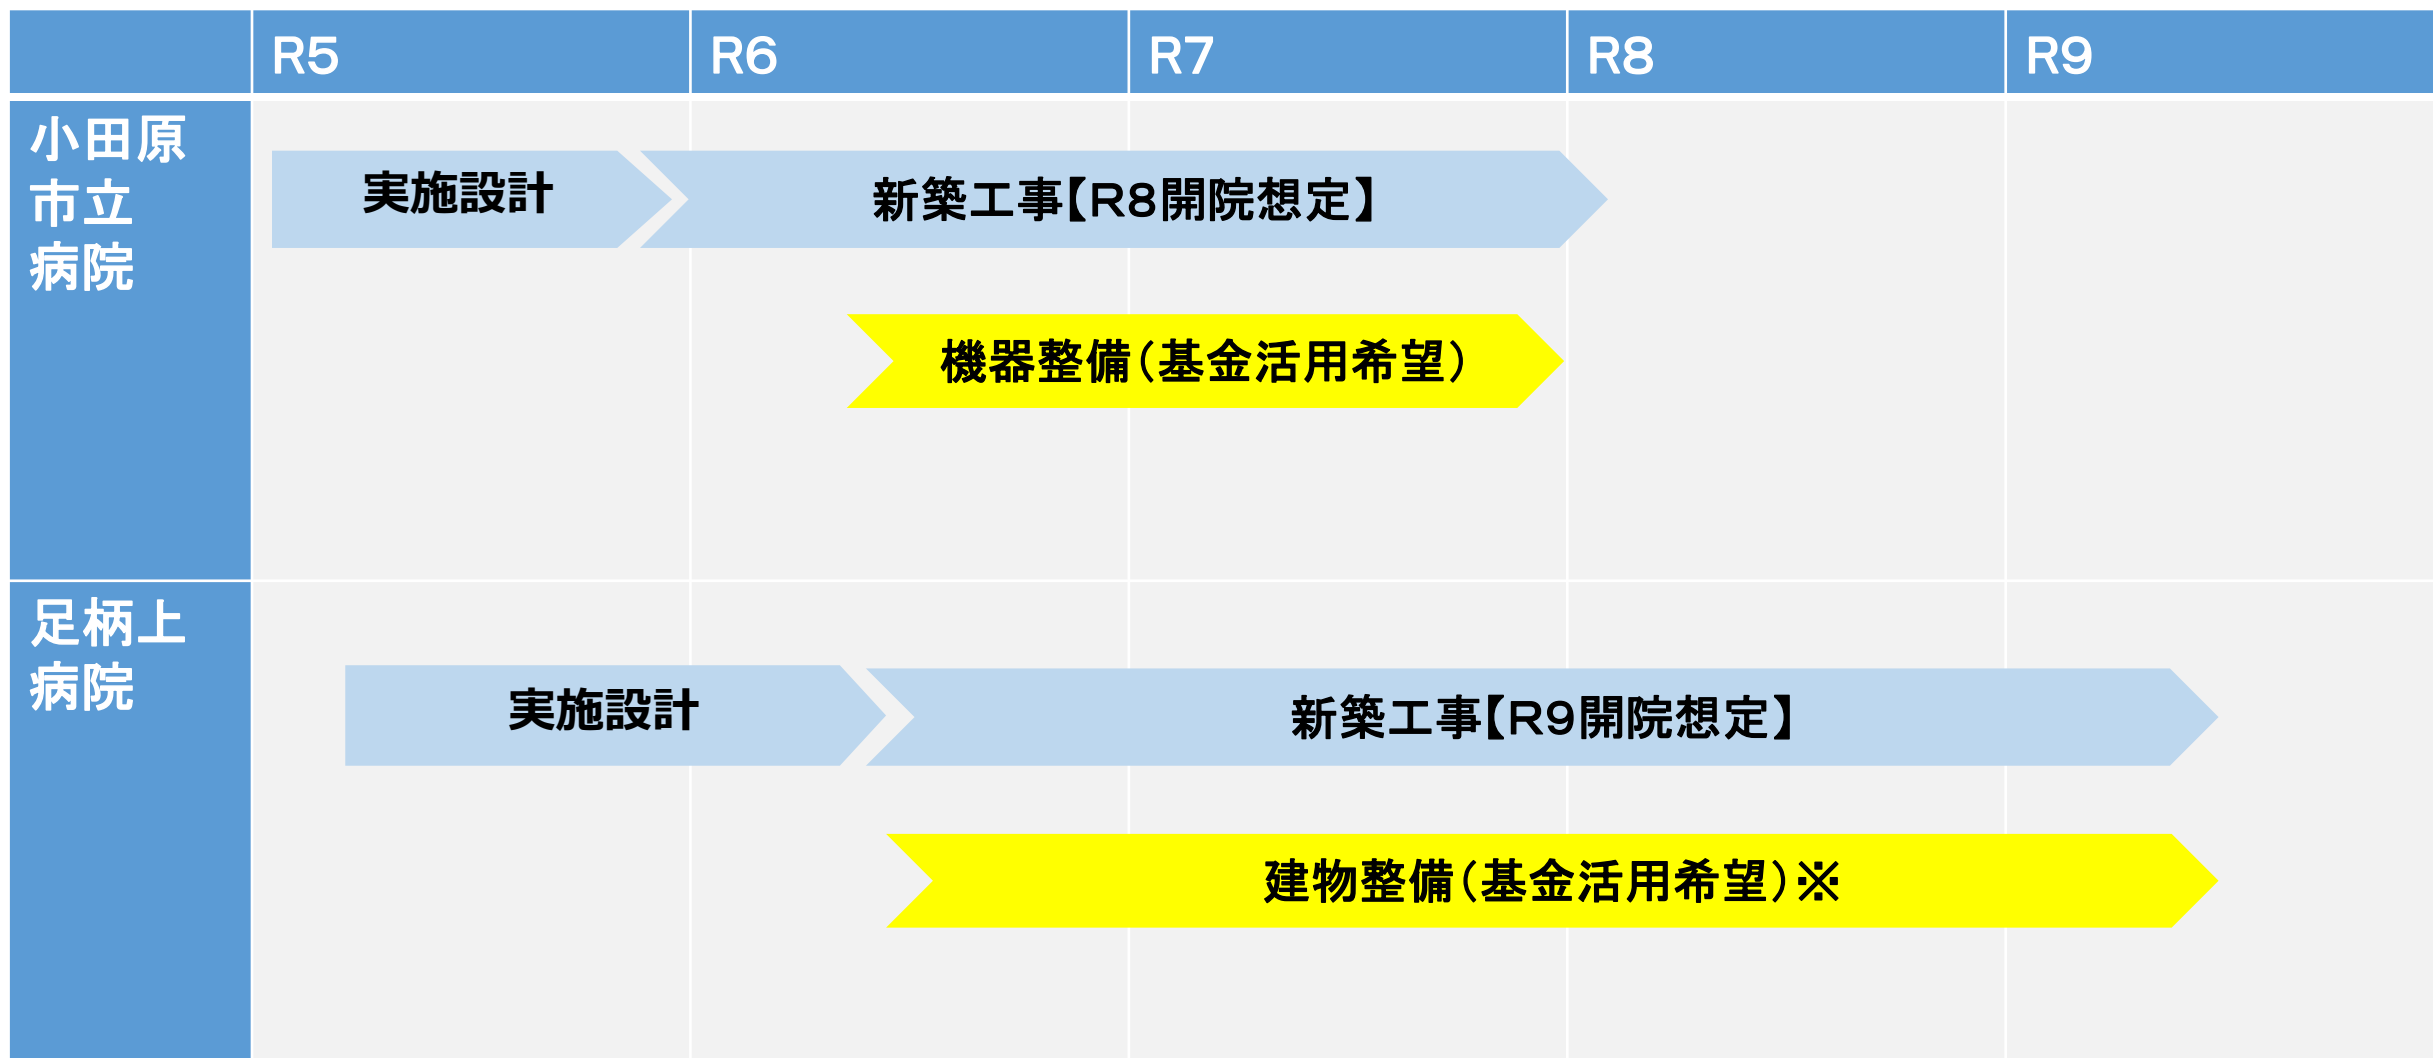 R5 R6 R7 R8 R9
小田原
市立
病院
実施設計
新築工事【R8開院想定】
機器整備（基金活用希望）
足柄上
病院
実施設計
新築工事【R9開院想定】
建物整備（基金活用希望）※